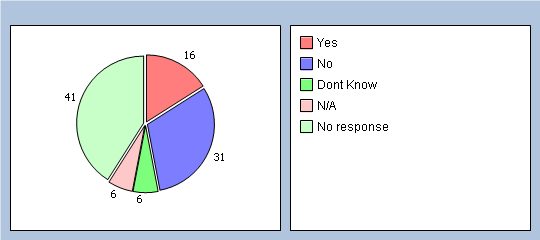 16
41
31
6
6
Yes
No
Dont Know
N/A
No response